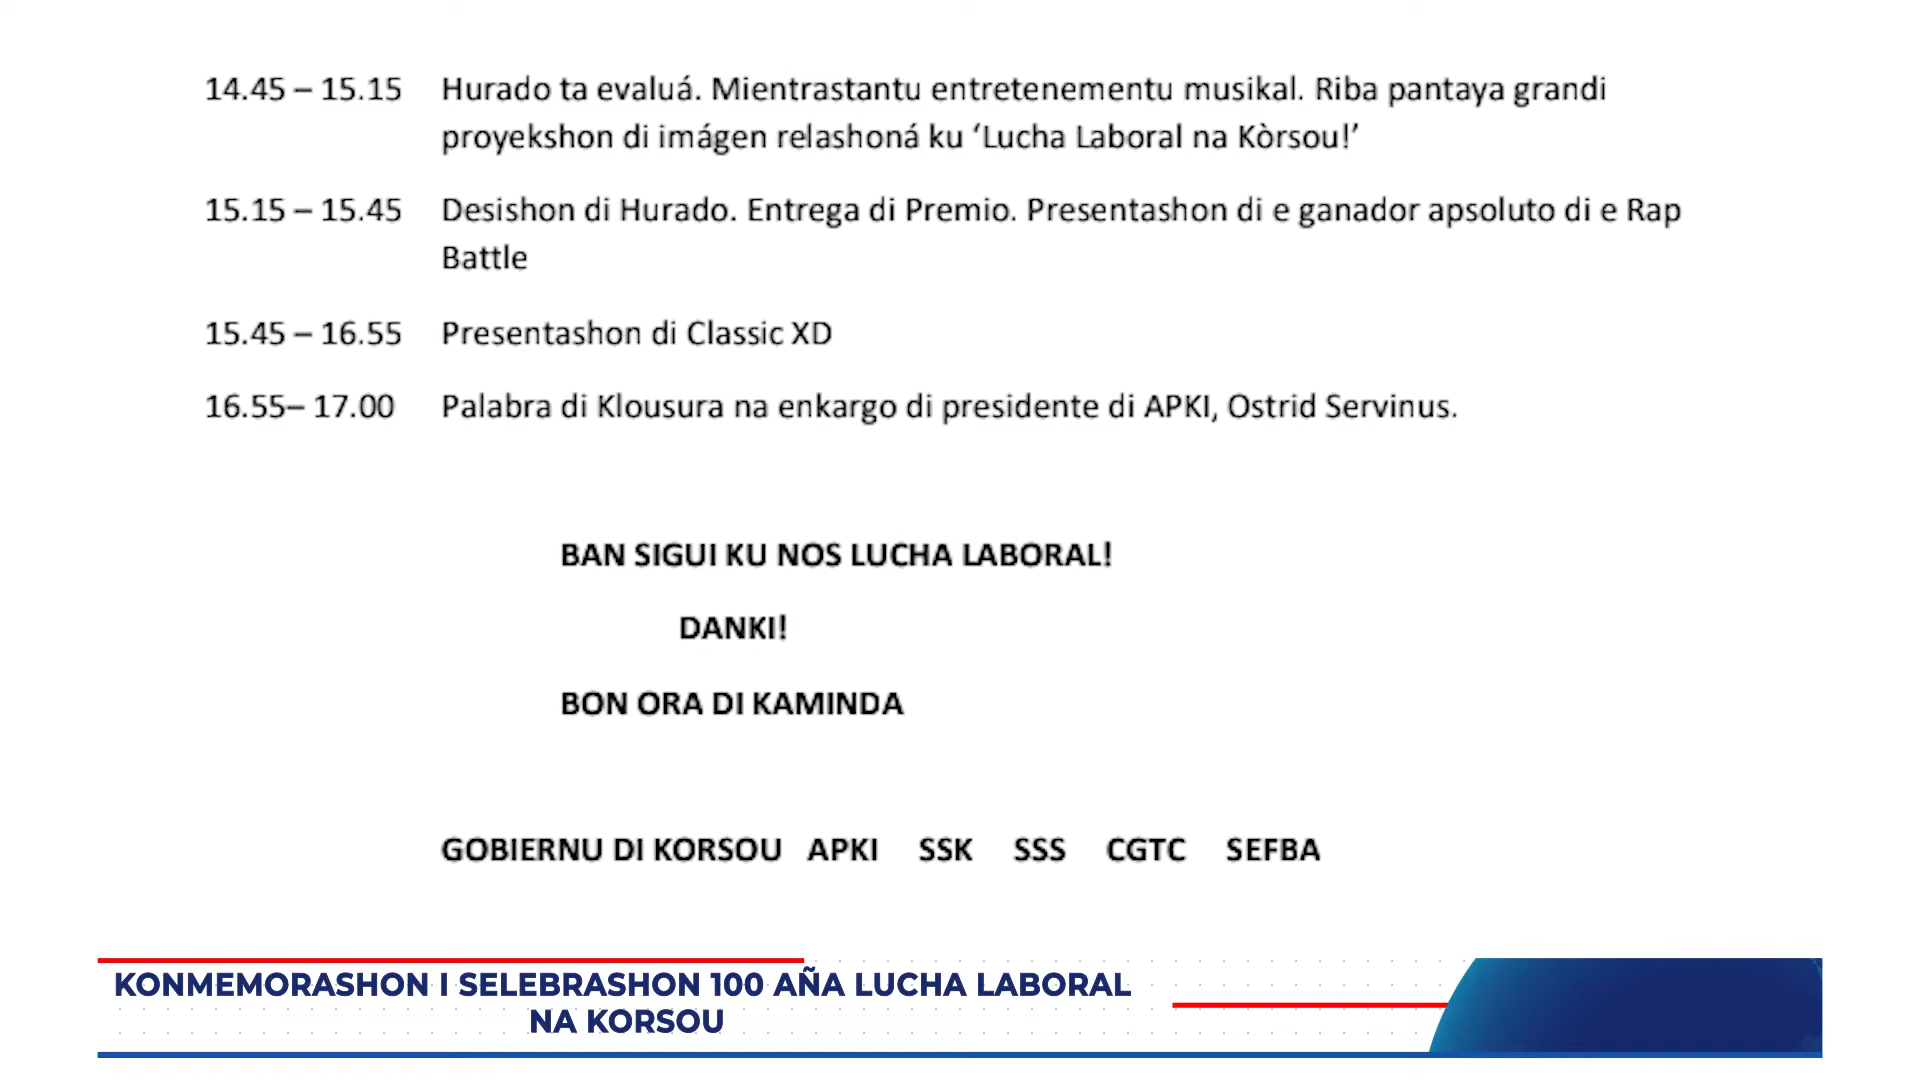 14.45 – 15.15 Hurado ta evaluá. Mientrastantu entretenementu musikal. Riba pantaya grandi
proyekshon di imágen relashoná ku ‘Lucha Laboral na Kòrsou!’
15.15 – 15.45 Desishon di Hurado. Entrega di Premio. Presentashon di e ganador apsoluto di e Rap
Battle
15.45 – 16.55 Presentashon di Classic XD
16.55– 17.00 Palabra di Klousura na enkargo di presidente di APKI, Ostrid Servinus.
BAN SIGUI KU NOS LUCHA LABORAL!
DANKI!
BON ORA DI KAMINDA
GOBIERNU DI KORSOU APKI SSK SSS CGTC SEFBA
KONMEMORASHON I SELEBRASHON 100 AÑA LUCHA LABORAL
NA KORSOU